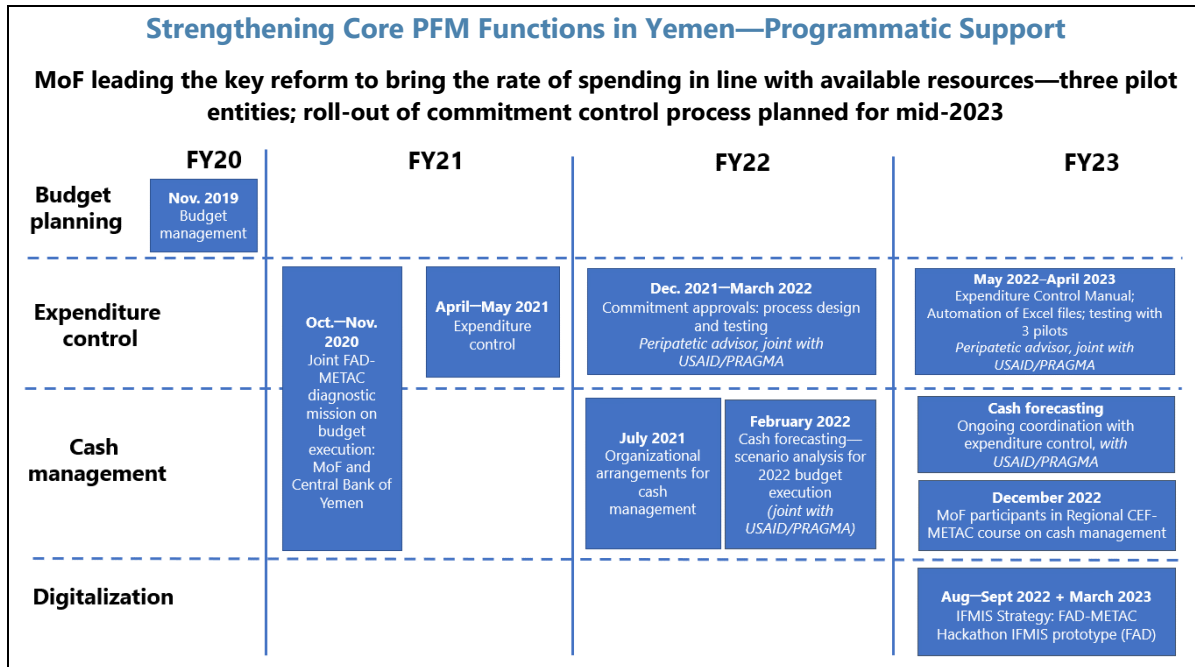 Strengthening Core PFM Functions in Yemen—Programmatic Support
MoF leading the key reform to bring the rate of spending in line with available resources—three pilot
entities; roll-out of commitment control process planned for mid-2023
FY20
FY21
FY22
FY23
Budget
planning
Nov. 2019
Budget
management
Expenditure
control
Oct.—Nov.
2020
Joint FAD-
METAC
diagnostic
mission on
budget
execution:
MoF and
Central Bank of
Yemen
April—May 2021
Expenditure
control
Dec. 2021—March 2022
Commitment approvals: process design
and testing
Peripatetic advisor, joint with
USAID/PRAGMA
May 2022–April 2023
Expenditure Control Manual;
Automation of Excel files; testing with
3 pilots
Peripatetic advisor, joint with
USAID/PRAGMA
Cash
management
July 2021
Organizational
arrangements for
cash
management
February 2022
Cash forecasting—
scenario analysis for
2022 budget
execution
(joint with
USAID/PRAGMA)
Cash forecasting
Ongoing coordination with
expenditure control, with
USAID/PRAGMA
December 2022
MoF participants in Regional CEF-
METAC course on cash management
Digitalization
Aug—Sept 2022 + March 2023
IFMIS Strategy: FAD-METAC
Hackathon IFMIS prototype (FAD)